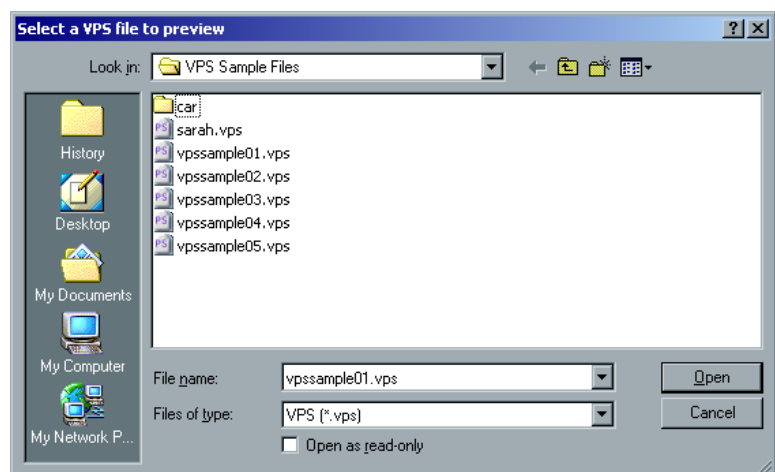 Select a VPS file to preview
Look in:
VPS Sample Files
History
Desktop
My Documents
My Computer
My Network P...
car
sarah.vps
vpssample01.vps
vpssample02.vps
vpssample03.vps
vpssample04.vps
vpssample05.vps
File name:
vpssample01.vps
Open
Files of type:
VPS (*.vps)
Cancel
Open as read-only